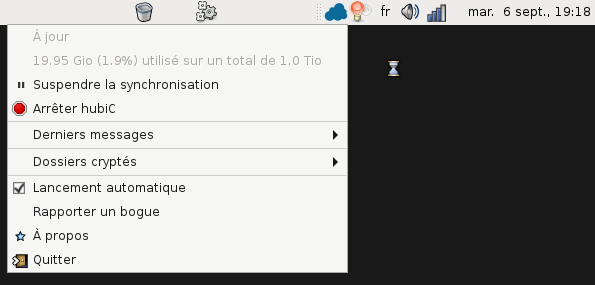 fr
mar. 6 sept., 19:18
À jour
19.95 Gio (1.9%) utilisé sur un total de 1.0 Tio
Suspendre la synchronisation
Arrêter hubiC
Derniers messages
Dossiers cryptés
Lancement automatique
Rapporter un bogue
À propos
Quitter